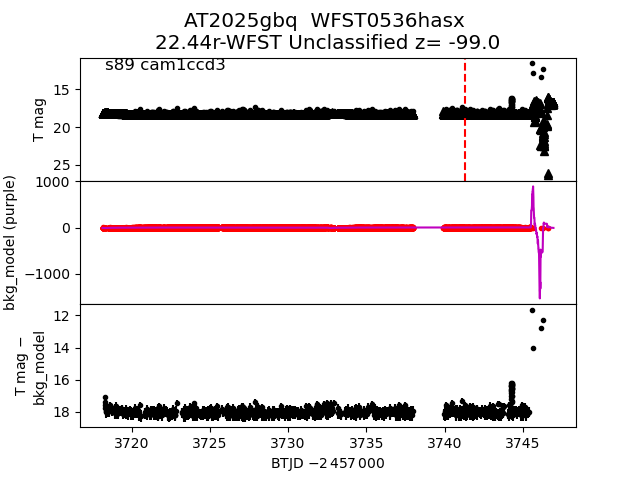 AT2025gbq  WFST0536hasx
22.44r-WFST Unclassified z= -99.0
s89 cam1ccd3
T mag
15
20
25
bkg_model (purple)
1000
0
−1000
T mag −
bkg_model
12
14
16
18
3720 3725 3730 3735 3740 3745
BTJD −2 457 000